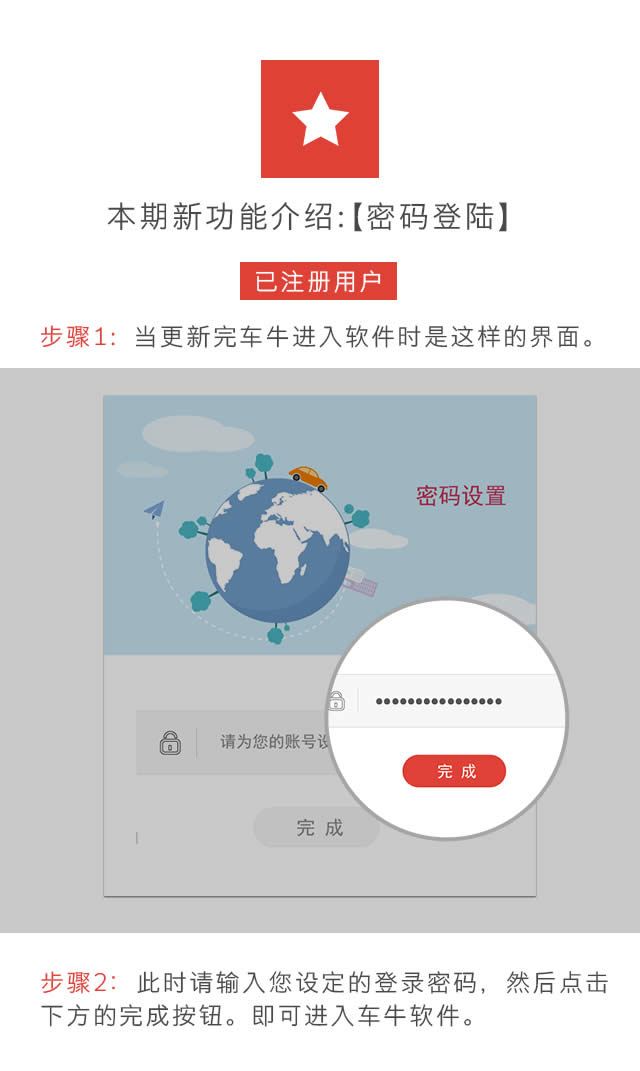 本期新功能介绍:【密码登陆】
已注册用户
步骤1: 当更新完车牛进入软件时是这样的界面。
密码设置
请为您的账号设
••••••••••••••••
完成
完成
步骤2: 此时请输入您设定的登录密码, 然后点击
下方的完成按钮。即可进入车牛软件。